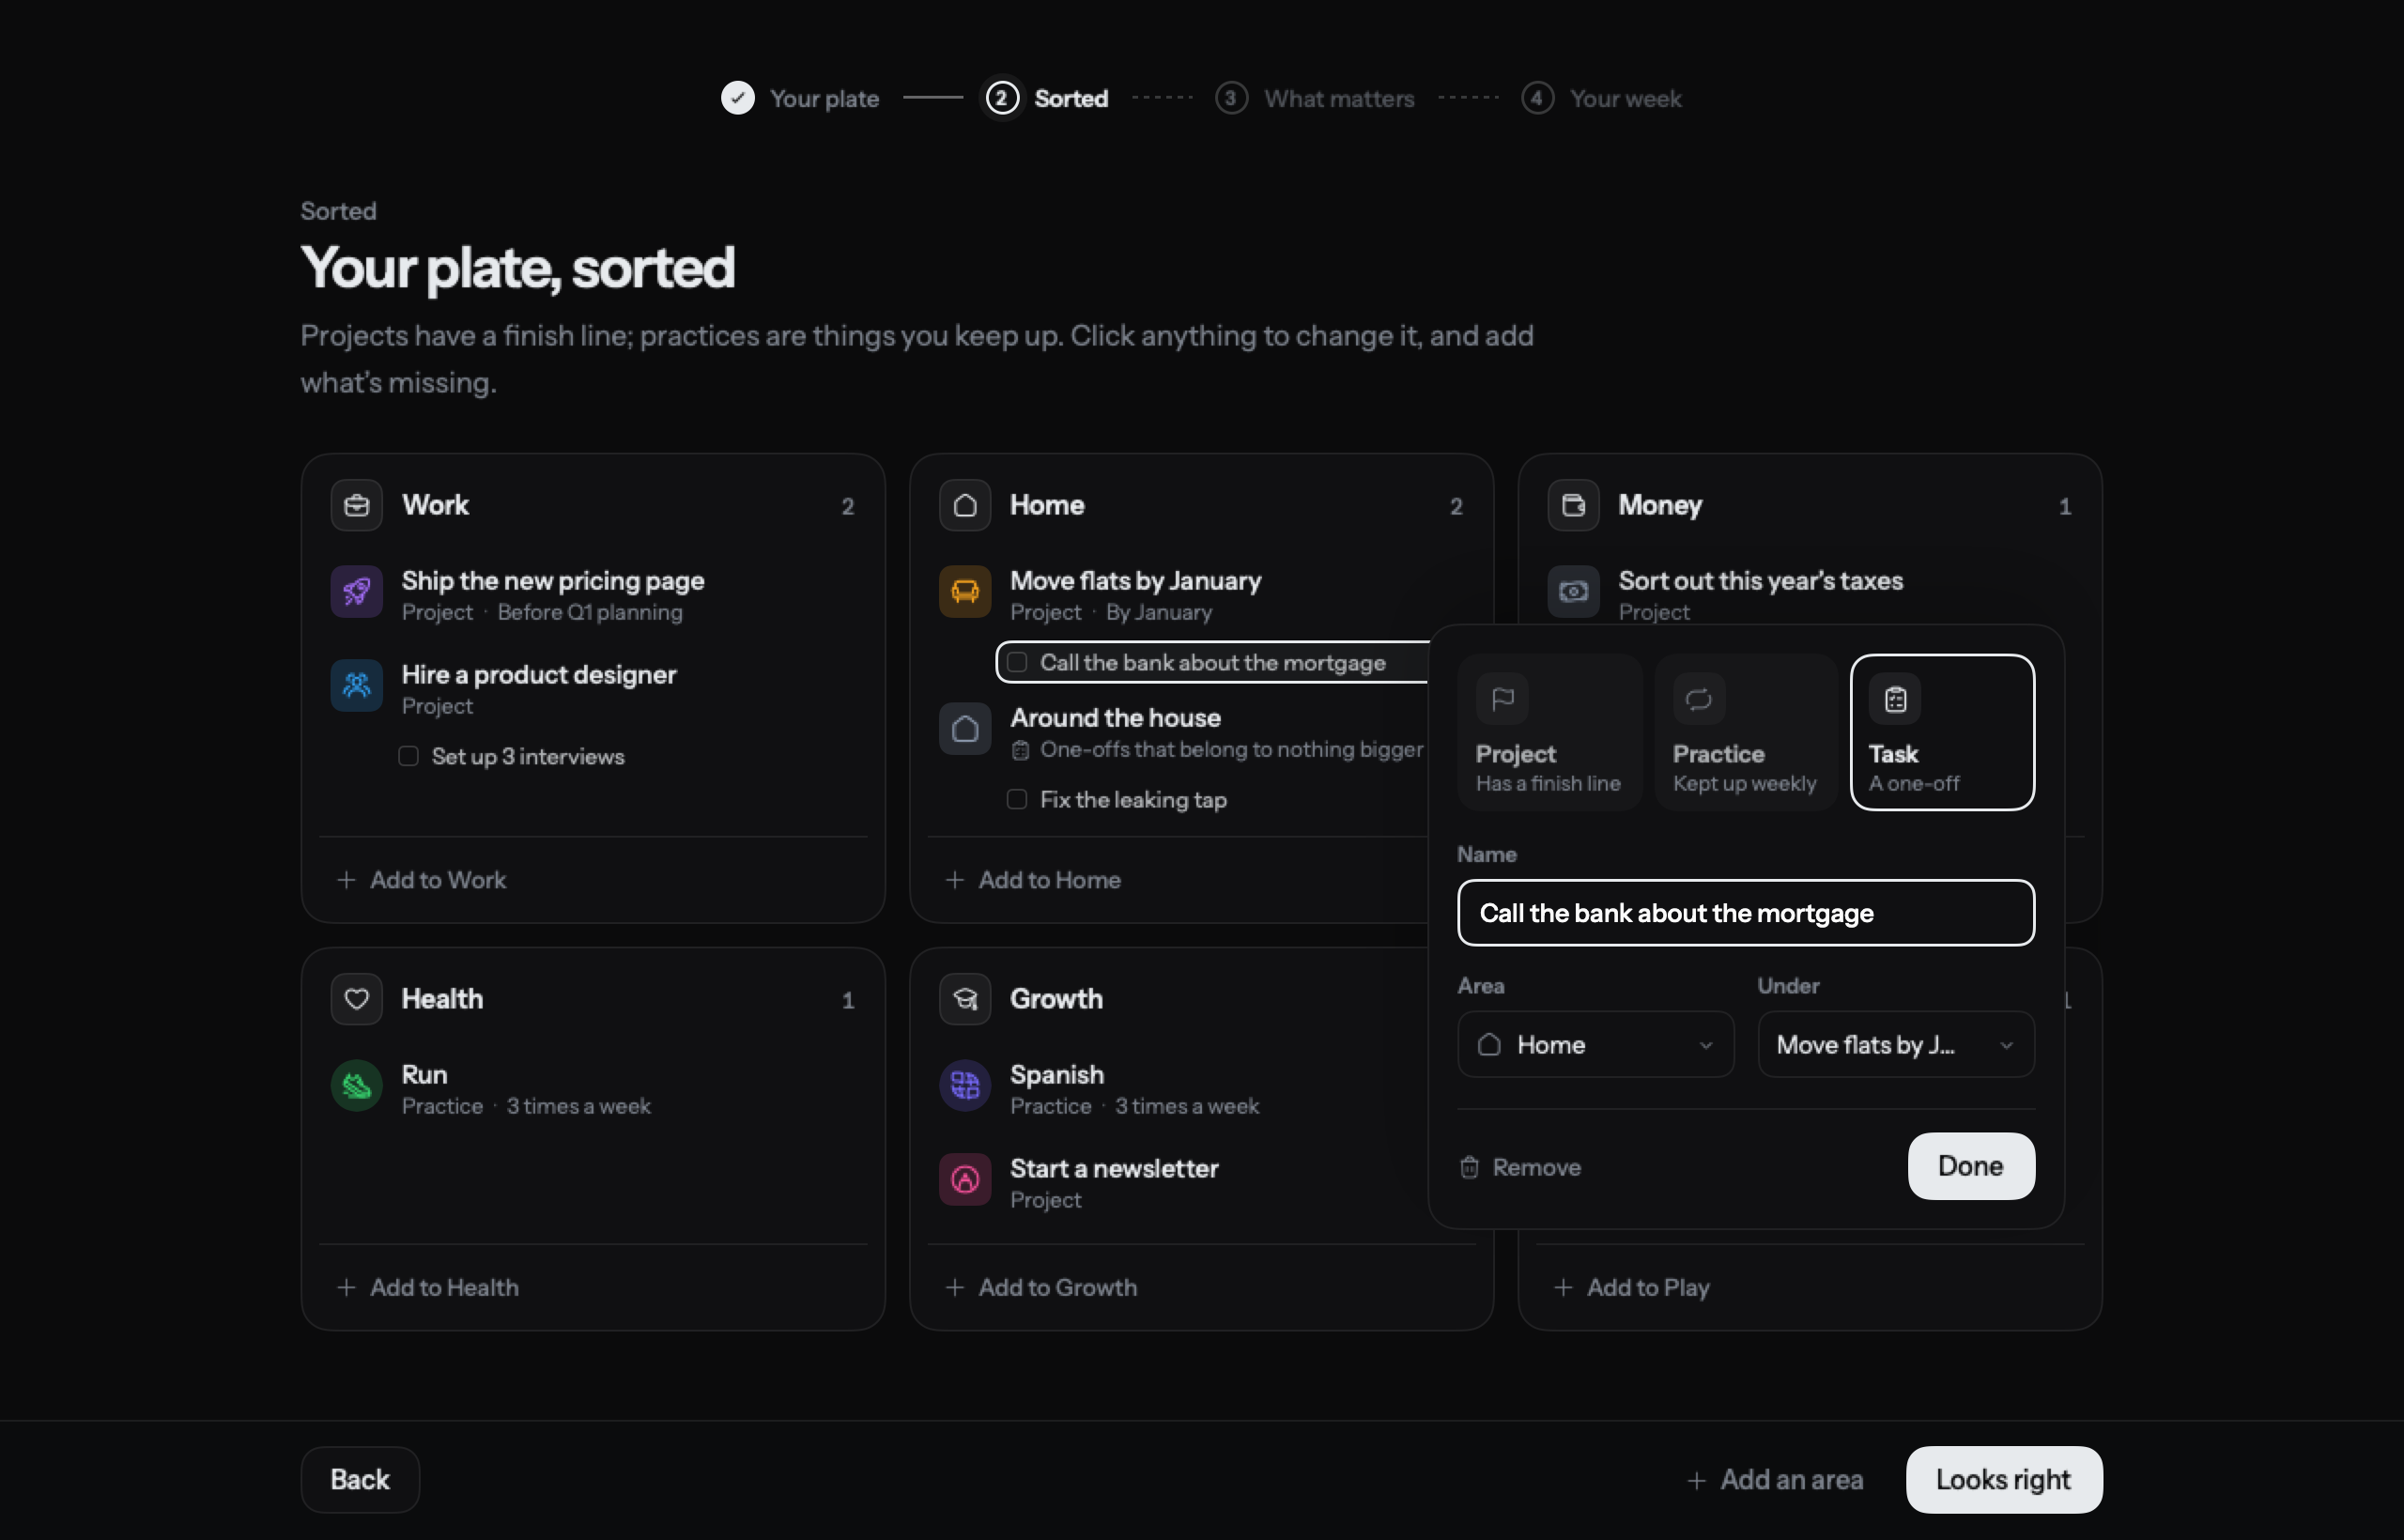 Your plate
2 Sorted
3 What matters
4 Your week
Sorted
Your plate, sorted
Projects have a finish line; practices are things you keep up. Click anything to change it, and add
what's missing.
Work 2
Ship the new pricing page
Project · Before Q1 planning
Hire a product designer
Project
Set up 3 interviews
Add to Work
Home 2
Move flats by January
Project · By January
Call the bank about the mortgage
Around the house
One-offs that belong to nothing bigger
Fix the leaking tap
Add to Home
Money 1
Sort out this year's taxes
Project
Project
Has a finish line
Practice
Kept up weekly
Task
A one-off
Name
Call the bank about the mortgage
Area
Under
Home
Move flats by J...
Remove
Done
Health 1
Run
Practice · 3 times a week
Add to Health
Growth
Spanish
Practice · 3 times a week
Start a newsletter
Project
Add to Growth
1
Add to Play
Back
Add an area
Looks right